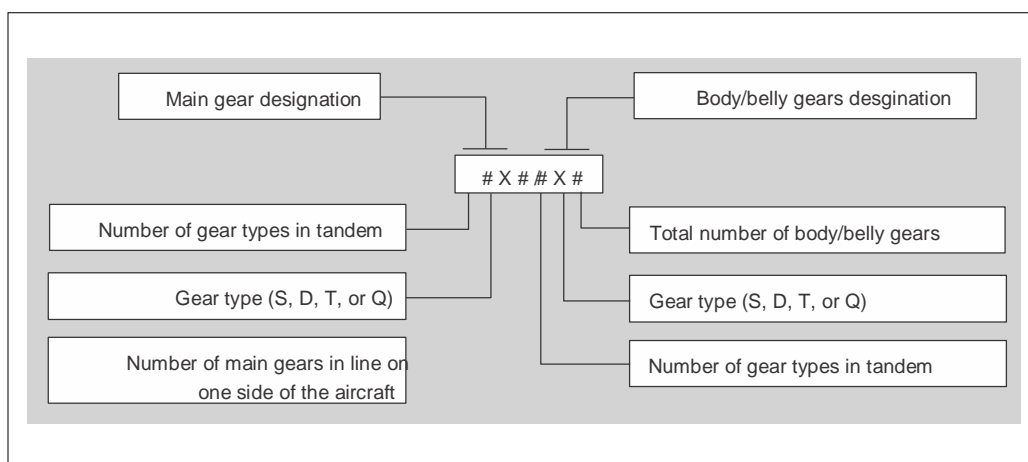 Main gear designation
Body/belly gears desgination
# X # /# X #
Number of gear types in tandem
Total number of body/belly gears
Gear type (S, D, T, or Q)
Gear type (S, D, T, or Q)
Number of main gears in line on
one side of the aircraft
Number of gear types in tandem